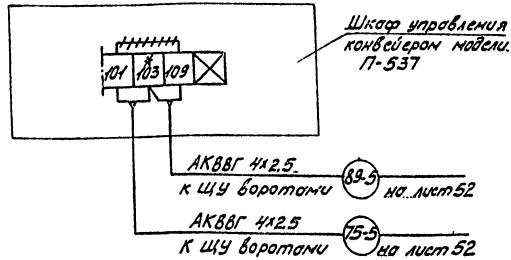 Шкаф управления
конвейером модели.
П-537
101 103 109
АКВВГ 4х2.5
89-5
к ЩУ воротами
на лист 52
АКВВГ 4х2.5
75-5
к ЩУ воротами
на лист 52